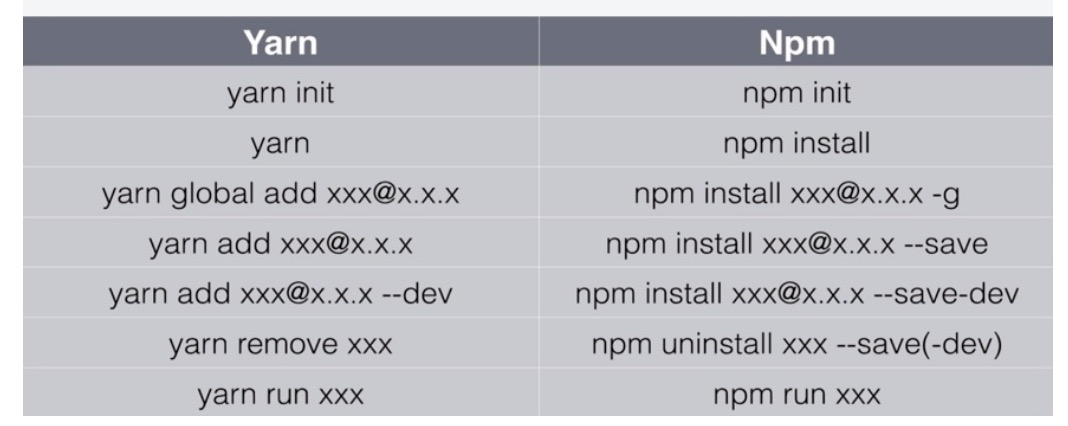 Yarn Npm
yarn init npm init
yarn npm install
yarn global add xxx@x.x.x npm install xxx@x.x.x -g
yarn add xxx@x.x.x npm install xxx@x.x.x --save
yarn add xxx@x.x.x --dev npm install xxx@x.x.x --save-dev
yarn remove xxx npm uninstall xxx --save(-dev)
yarn run xxx npm run xxx